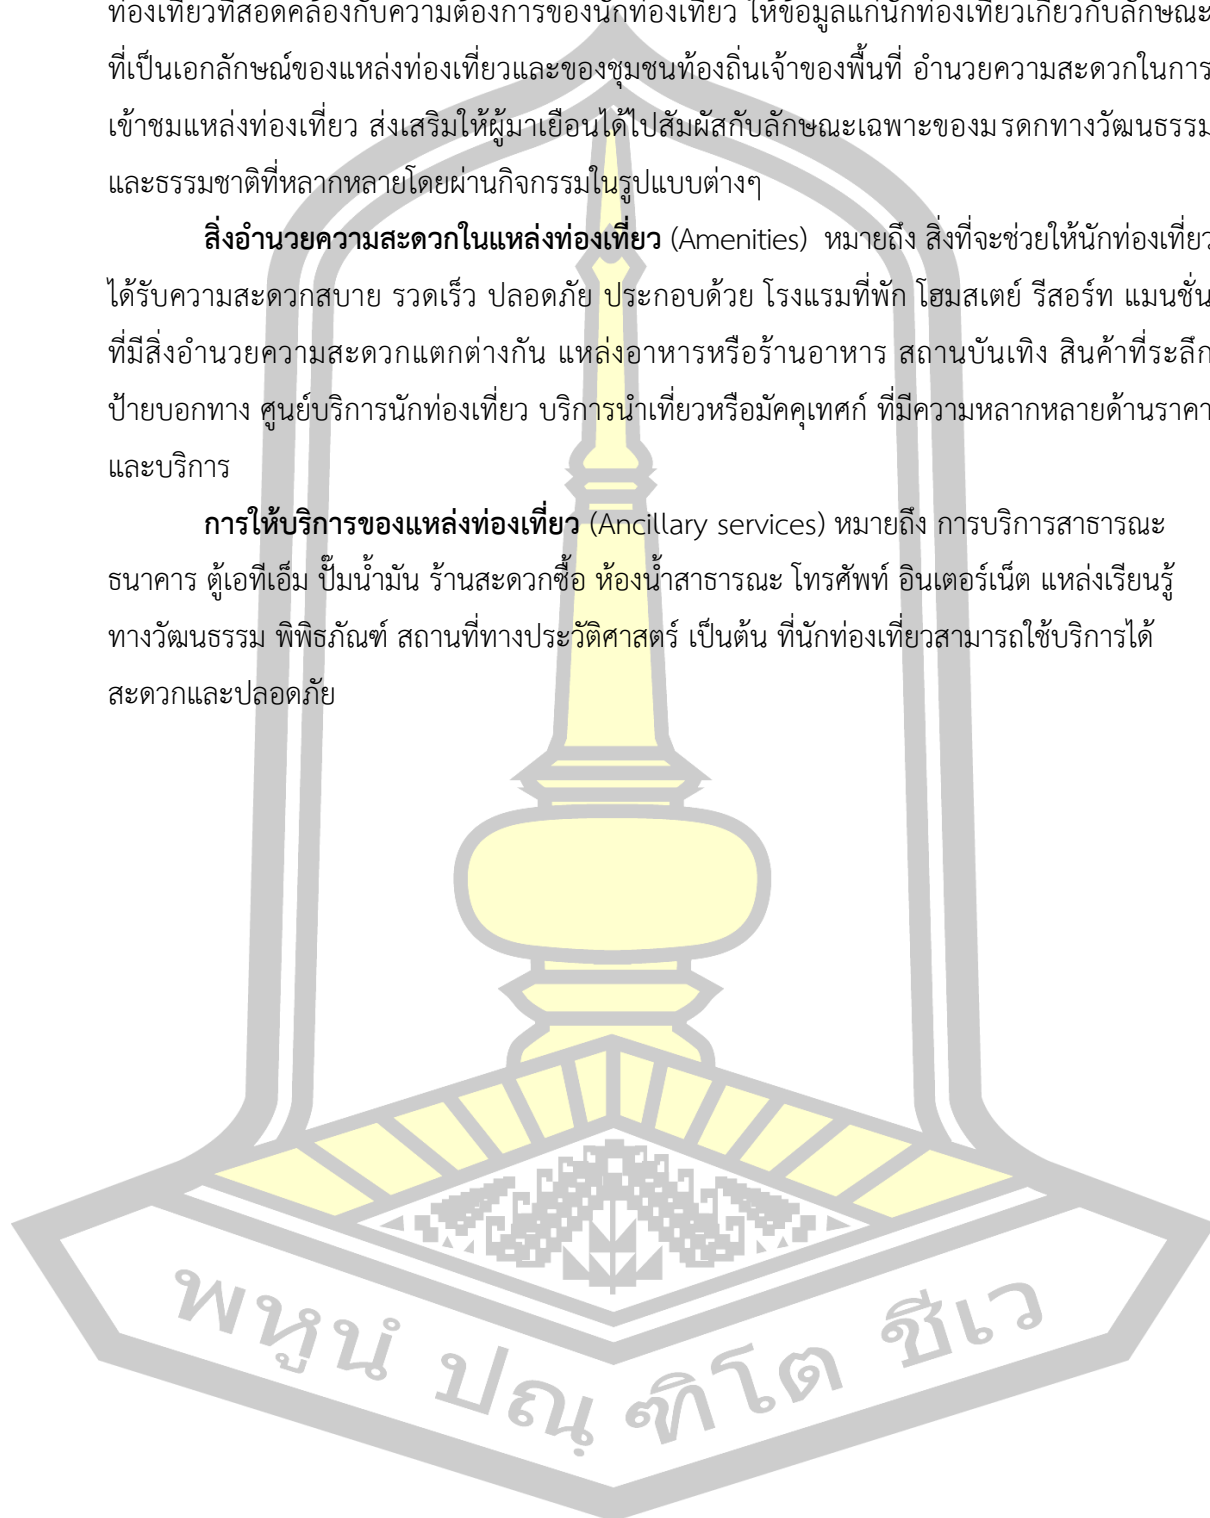 ท่องเที่ยวที่สอดคล้องกับความต้องการของนักท่องเที่ยว ให้ข้อมูลแก่นักท่องเที่ยวเกี่ยวกับลักษณะ
ที่เป็นเอกลักษณ์ของแหล่งท่องเที่ยวและของชุมชนท้องถิ่นเจ้าของพื้นที่ อำนวยความสะดวกในการ
เข้าชมแหล่งท่องเที่ยว ส่งเสริมให้ผู้มาเยือนได้ไปสัมผัสกับลักษณะเฉพาะของมรดกทางวัฒนธรรม
และธรรมชาติที่หลากหลายโดยผ่านกิจกรรมในรูปแบบต่างๆ
สิ่งอำนวยความสะดวกในแหล่งท่องเที่ยว (Amenities) หมายถึง สิ่งที่จะช่วยให้นักท่องเที่ยว
ได้รับความสะดวกสบาย รวดเร็ว ปลอดภัย ประกอบด้วย โรงแรมที่พัก โฮมสเตย์ รีสอร์ท แมนชั่น
ที่มีสิ่งอำนวยความสะดวกแตกต่างกัน แหล่งอาหารหรือร้านอาหาร สถานบันเทิง สินค้าที่ระลึก
ป้ายบอกทาง ศูนย์บริการนักท่องเที่ยว บริการนำเที่ยวหรือมัคคุเทศก์ ที่มีความหลากหลายด้านราคา
และบริการ
การให้บริการของแหล่งท่องเที่ยว (Ancillary services) หมายถึง การบริการสาธารณะ
ธนาคาร ตู้เอทีเอ็ม ปั๊มน้ำมัน ร้านสะดวกซื้อ ห้องน้ำสาธารณะ โทรศัพท์ อินเตอร์เน็ต แหล่งเรียนรู้
ทางวัฒนธรรม พิพิธภัณฑ์ สถานที่ทางประวัติศาสตร์ เป็นต้น ที่นักท่องเที่ยวสามารถใช้บริการได้
สะดวกและปลอดภัย
พหูนํ ปณฺฑิโต ชีเว